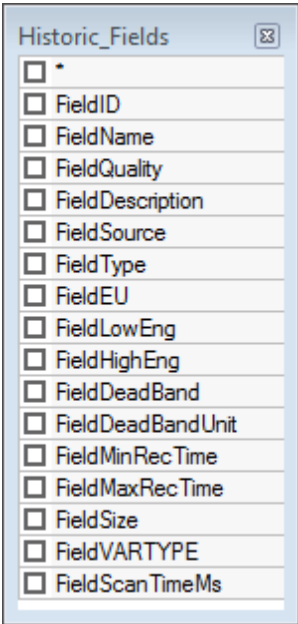 Historic_Fields
*
FieldID
FieldName
FieldQuality
FieldDescription
FieldSource
FieldType
FieldEU
FieldLowEng
FieldHighEng
FieldDeadBand
FieldDeadBandUnit
FieldMinRecTime
FieldMaxRecTime
FieldSize
FieldVARTYPE
FieldScanTimeMs